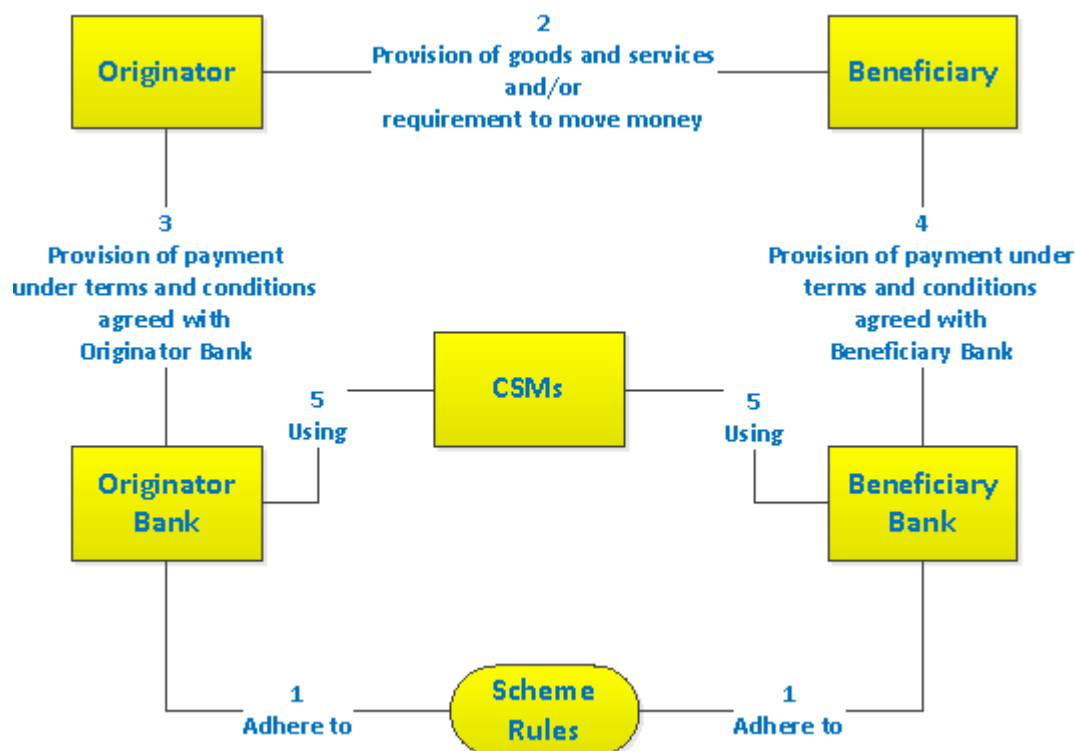 Originator
2
Provision of goods and services
and/or
requirement to move money
Beneficiary
3
Provision of payment
under terms and conditions
agreed with
Originator Bank
4
Provision of payment under
terms and conditions
agreed with
Beneficiary Bank
CSMs
5
Using
5
Using
Originator
Bank
Beneficiary
Bank
1
Adhere to
Scheme
Rules
1
Adhere to